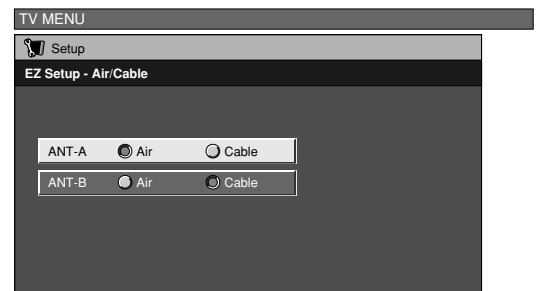 TV MENU
Setup
EZ Setup - Air/Cable
ANT-A Air Cable
ANT-B Air Cable